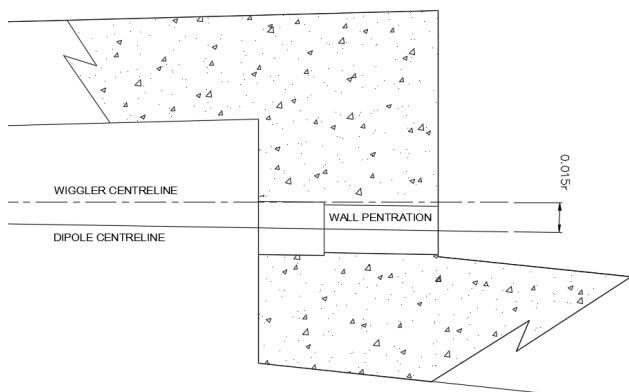 WIGGLER CENTRELINE
WALL PENTRATION
DIPOLE CENTRELINE
0.015r